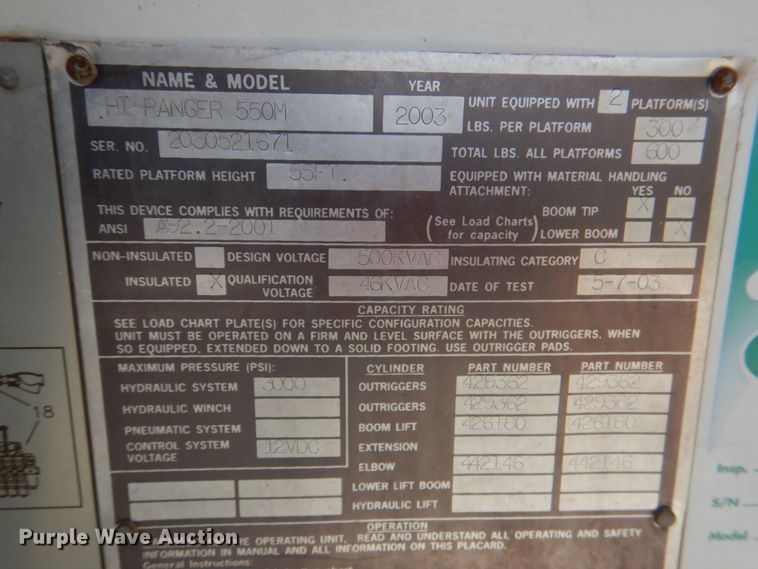 NAME & MODEL
HI-RANGER 550M
YEAR
2003
SER. NO. 2030521671
RATED PLATFORM HEIGHT 55FT.
THIS DEVICE COMPLIES WITH REQUIREMENTS OF:
ANSI A92.2-2001
UNIT EQUIPPED WITH 2 PLATFORM(S)
LBS. PER PLATFORM 300
TOTAL LBS. ALL PLATFORMS 600
EQUIPPED WITH MATERIAL HANDLING
ATTACHMENT: YES NO
BOOM TIP X
(See Load Charts for capacity) LOWER BOOM X
NON-INSULATED DESIGN VOLTAGE 500KVAC INSULATING CATEGORY C
INSULATED X QUALIFICATION VOLTAGE 46KVAC DATE OF TEST 5-7-03
CAPACITY RATING
SEE LOAD CHART PLATE(S) FOR SPECIFIC CONFIGURATION CAPACITIES.
UNIT MUST BE OPERATED ON A FIRM AND LEVEL SURFACE WITH THE OUTRIGGERS, WHEN
SO EQUIPPED, EXTENDED DOWN TO A SOLID FOOTING. USE OUTRIGGER PADS.
MAXIMUM PRESSURE (PSI):
HYDRAULIC SYSTEM 3000
HYDRAULIC WINCH
PNEUMATIC SYSTEM
CONTROL SYSTEM VOLTAGE 12VDC
CYLINDER PART NUMBER PART NUMBER
OUTRIGGERS 429362 429362
OUTRIGGERS 429362 429362
BOOM LIFT 426180 426180
EXTENSION
ELBOW 442146 442146
LOWER LIFT BOOM
HYDRAULIC LIFT
OPERATION
RE OPERATING UNIT, READ AND UNDERSTAND ALL OPERATING AND SAFETY
INFORMATION IN MANUAL AND ALL INFORMATION ON THIS PLACARD.
General Instructions:
18
Insp.
S/N
Model
Purple Wave Auction